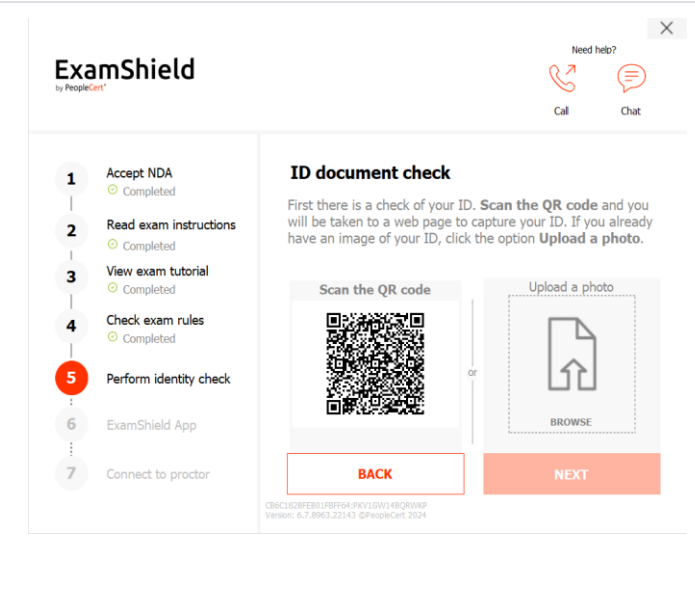 Need help?
ExamShield
by PeopleCert
Call
Chat
1
Accept NDA
Completed
2
Read exam instructions
Completed
3
View exam tutorial
Completed
4
Check exam rules
Completed
5
Perform identity check
6
ExamShield App
7
Connect to proctor
ID document check
First there is a check of your ID. Scan the QR code and you
will be taken to a web page to capture your ID. If you already
have an image of your ID, click the option Upload a photo.
Scan the QR code
or
Upload a photo
BROWSE
BACK
NEXT
Version: 6.7.8963.22143 @PeopleCert 2024